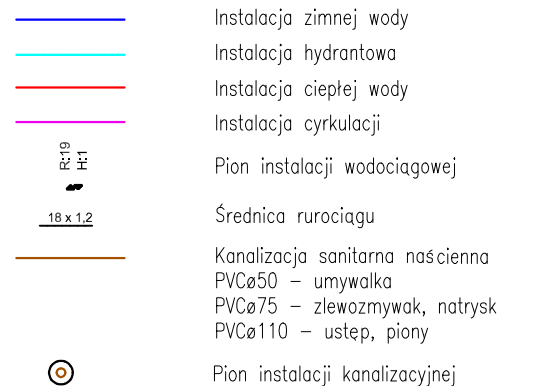 Instalacja zimnej wody
Instalacja hydrantowa
Instalacja ciepłej wody
Instalacja cyrkulacji
R:19
H:1
Pion instalacji wodociągowej
18 x 1,2
Średnica rurociągu
Kanalizacja sanitarna naścienna
PVCø50 – umywalka
PVCø75 – zlewozmywak, natrysk
PVCø110 – ustęp, piony
Pion instalacji kanalizacyjnej